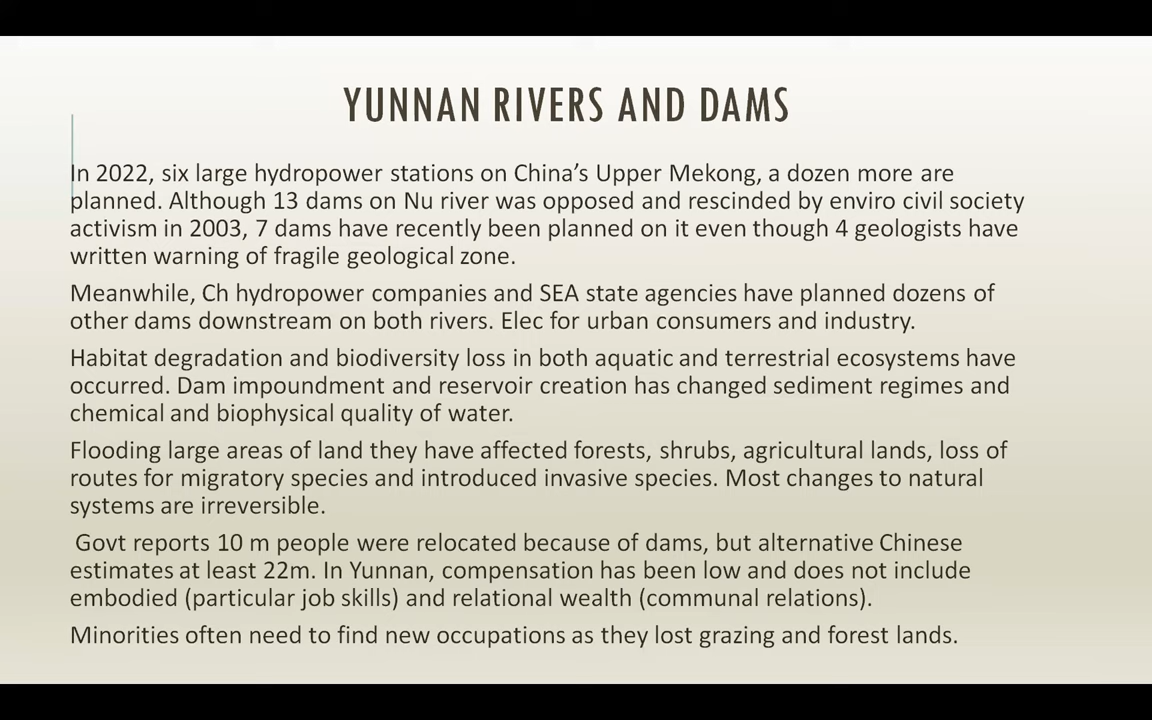 YUNNAN RIVERS AND DAMS
In 2022, six large hydropower stations on China's Upper Mekong, a dozen more are
planned. Although 13 dams on Nu river was opposed and rescinded by enviro civil society
activism in 2003, 7 dams have recently been planned on it even though 4 geologists have
written warning of fragile geological zone.
Meanwhile, Ch hydropower companies and SEA state agencies have planned dozens of
other dams downstream on both rivers. Elec for urban consumers and industry.
Habitat degradation and biodiversity loss in both aquatic and terrestrial ecosystems have
occurred. Dam impoundment and reservoir creation has changed sediment regimes and
chemical and biophysical quality of water.
Flooding large areas of land they have affected forests, shrubs, agricultural lands, loss of
routes for migratory species and introduced invasive species. Most changes to natural
systems are irreversible.
Govt reports 10 m people were relocated because of dams, but alternative Chinese
estimates at least 22m. In Yunnan, compensation has been low and does not include
embodied (particular job skills) and relational wealth (communal relations).
Minorities often need to find new occupations as they lost grazing and forest lands.